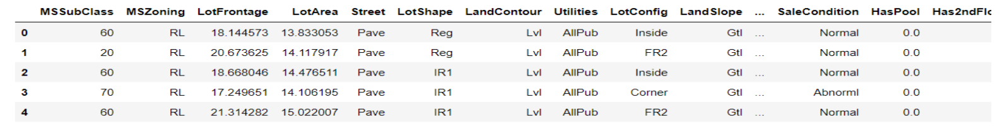 MSSubClass MSZoning LotFrontage LotArea Street LotShape LandContour Utilities LotConfig LandSlope ... SaleCondition HasPool Has2ndFlo
0 60 RL 18.144573 13.833053 Pave Reg Lvl AllPub Inside Gtl ... Normal 0.0
1 20 RL 20.673625 14.117917 Pave Reg Lvl AllPub FR2 Gtl ... Normal 0.0
2 60 RL 18.668046 14.476511 Pave IR1 Lvl AllPub Inside Gtl ... Normal 0.0
3 70 RL 17.249651 14.106195 Pave IR1 Lvl AllPub Corner Gtl ... Abnorml 0.0
4 60 RL 21.314282 15.022007 Pave IR1 Lvl AllPub FR2 Gtl ... Normal 0.0